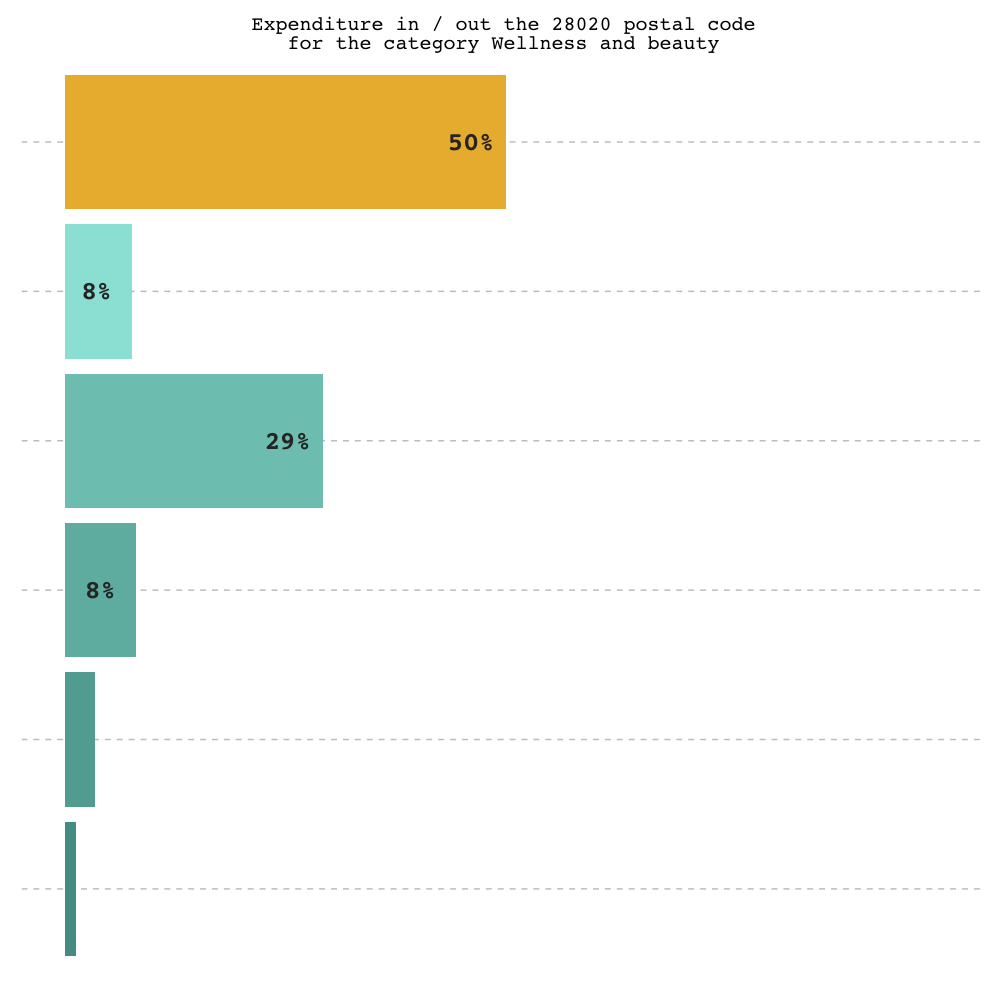 Expenditure in / out the 28020 postal code
for the category Wellness and beauty
50%
8%
29%
8%